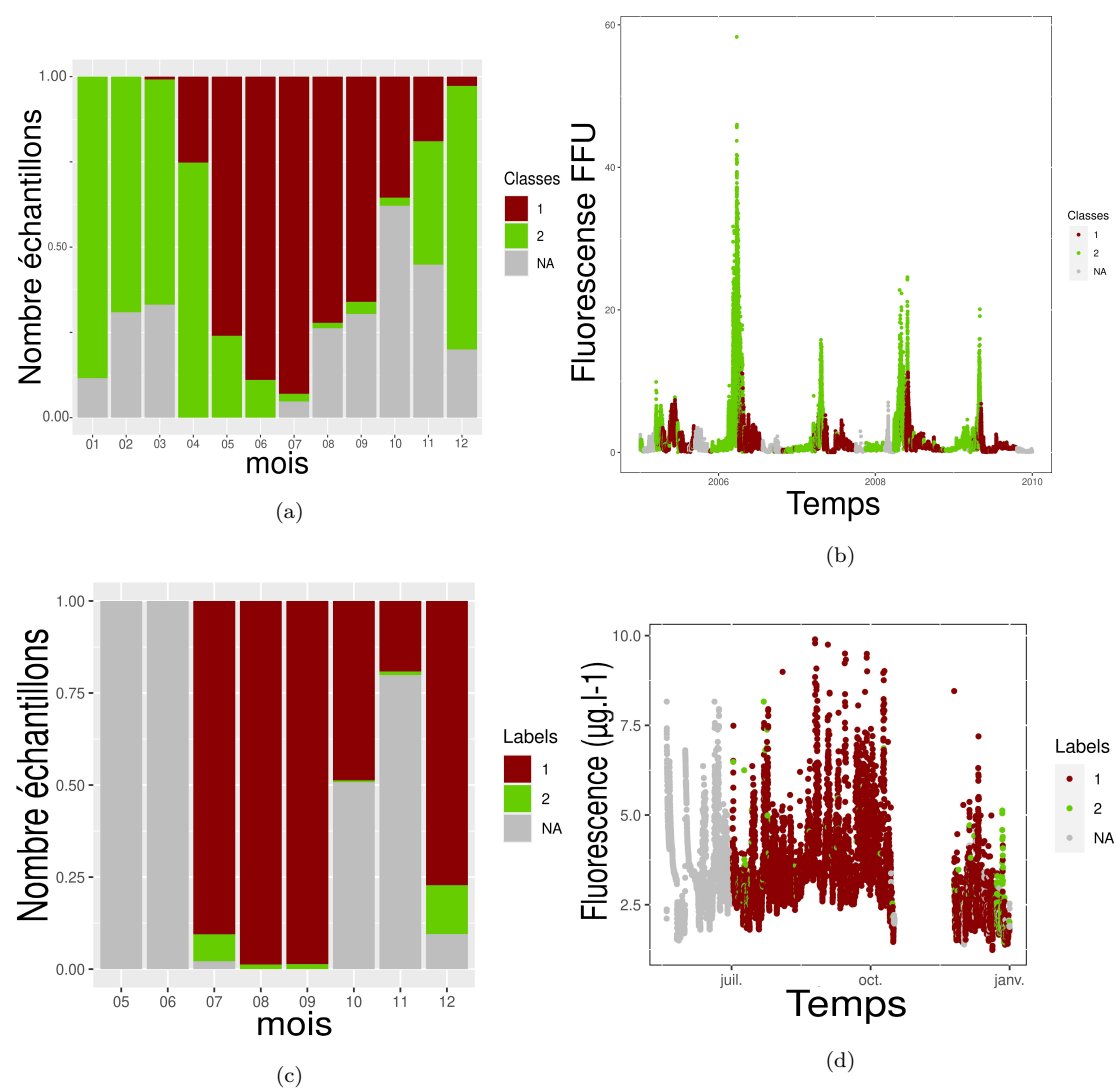 Nombre échantillons
1.00
0.50
0.00
01 02 03 04 05 06 07 08 09 10 11 12
mois
Classes
1
2
NA
(a)
Fluorescense FFU
60
40
20
0
2006 2008 2010
Temps
Classes
1
2
NA
(b)
Nombre échantillons
1.00
0.75
0.50
0.25
0.00
05 06 07 08 09 10 11 12
mois
Labels
1
2
NA
(c)
Fluorescence (µg.l-1)
10.0
7.5
5.0
2.5
juil. oct. janv.
Temps
Labels
1
2
NA
(d)